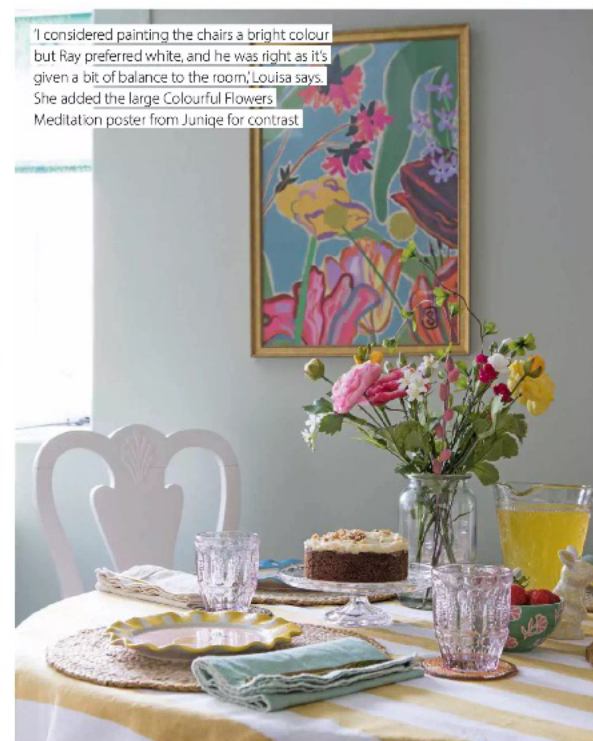 ‘I considered painting the chairs a bright colour
but Ray preferred white, and he was right as it’s
given a bit of balance to the room,’ Louisa says.
She added the large Colourful Flowers
Meditation poster from Juniqe for contrast